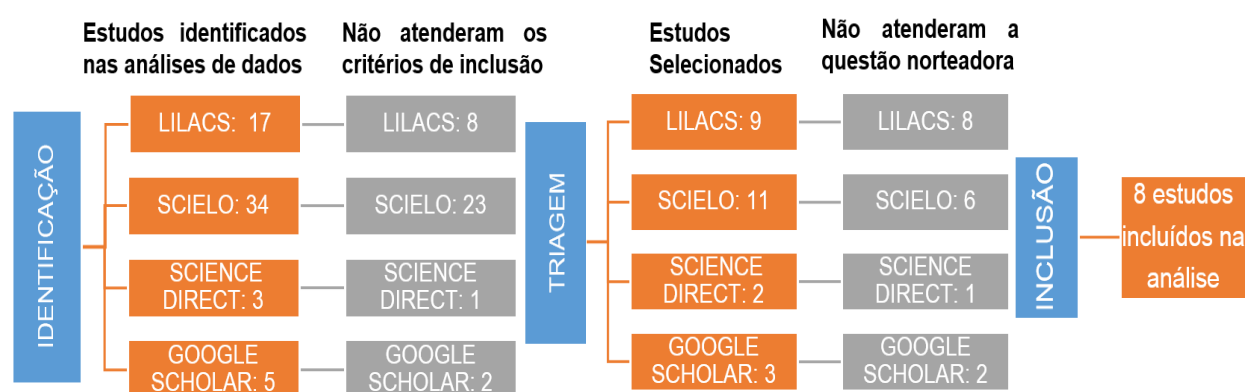 Estudos identificados
nas análises de dados
Não atenderam os
critérios de inclusão
Estudos
Selecionados
Não atenderam a
questão norteadora
IDENTIFICAÇÃO
LILACS: 17
LILACS: 8
SCIELO: 34
SCIELO: 23
SCIENCE
DIRECT: 3
SCIENCE
DIRECT: 1
GOOGLE
SCHOLAR: 5
GOOGLE
SCHOLAR: 2
TRIAGEM
LILACS: 9
LILACS: 8
SCIELO: 11
SCIELO: 6
SCIENCE
DIRECT: 2
SCIENCE
DIRECT: 1
GOOGLE
SCHOLAR: 3
GOOGLE
SCHOLAR: 2
INCLUSÃO
8 estudos
incluídos na
análise